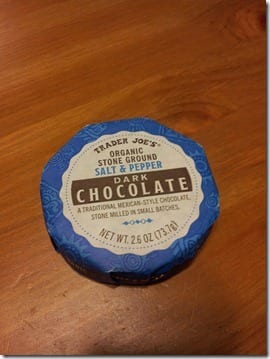 TRADER JOE'S
ORGANIC
STONE GROUND
SALT & PEPPER
DARK
CHOCOLATE
A TRADITIONAL MEXICAN-STYLE CHOCOLATE,
STONE MILLED IN SMALL BATCHES.
NET WT. 2.6 OZ (73.7g)